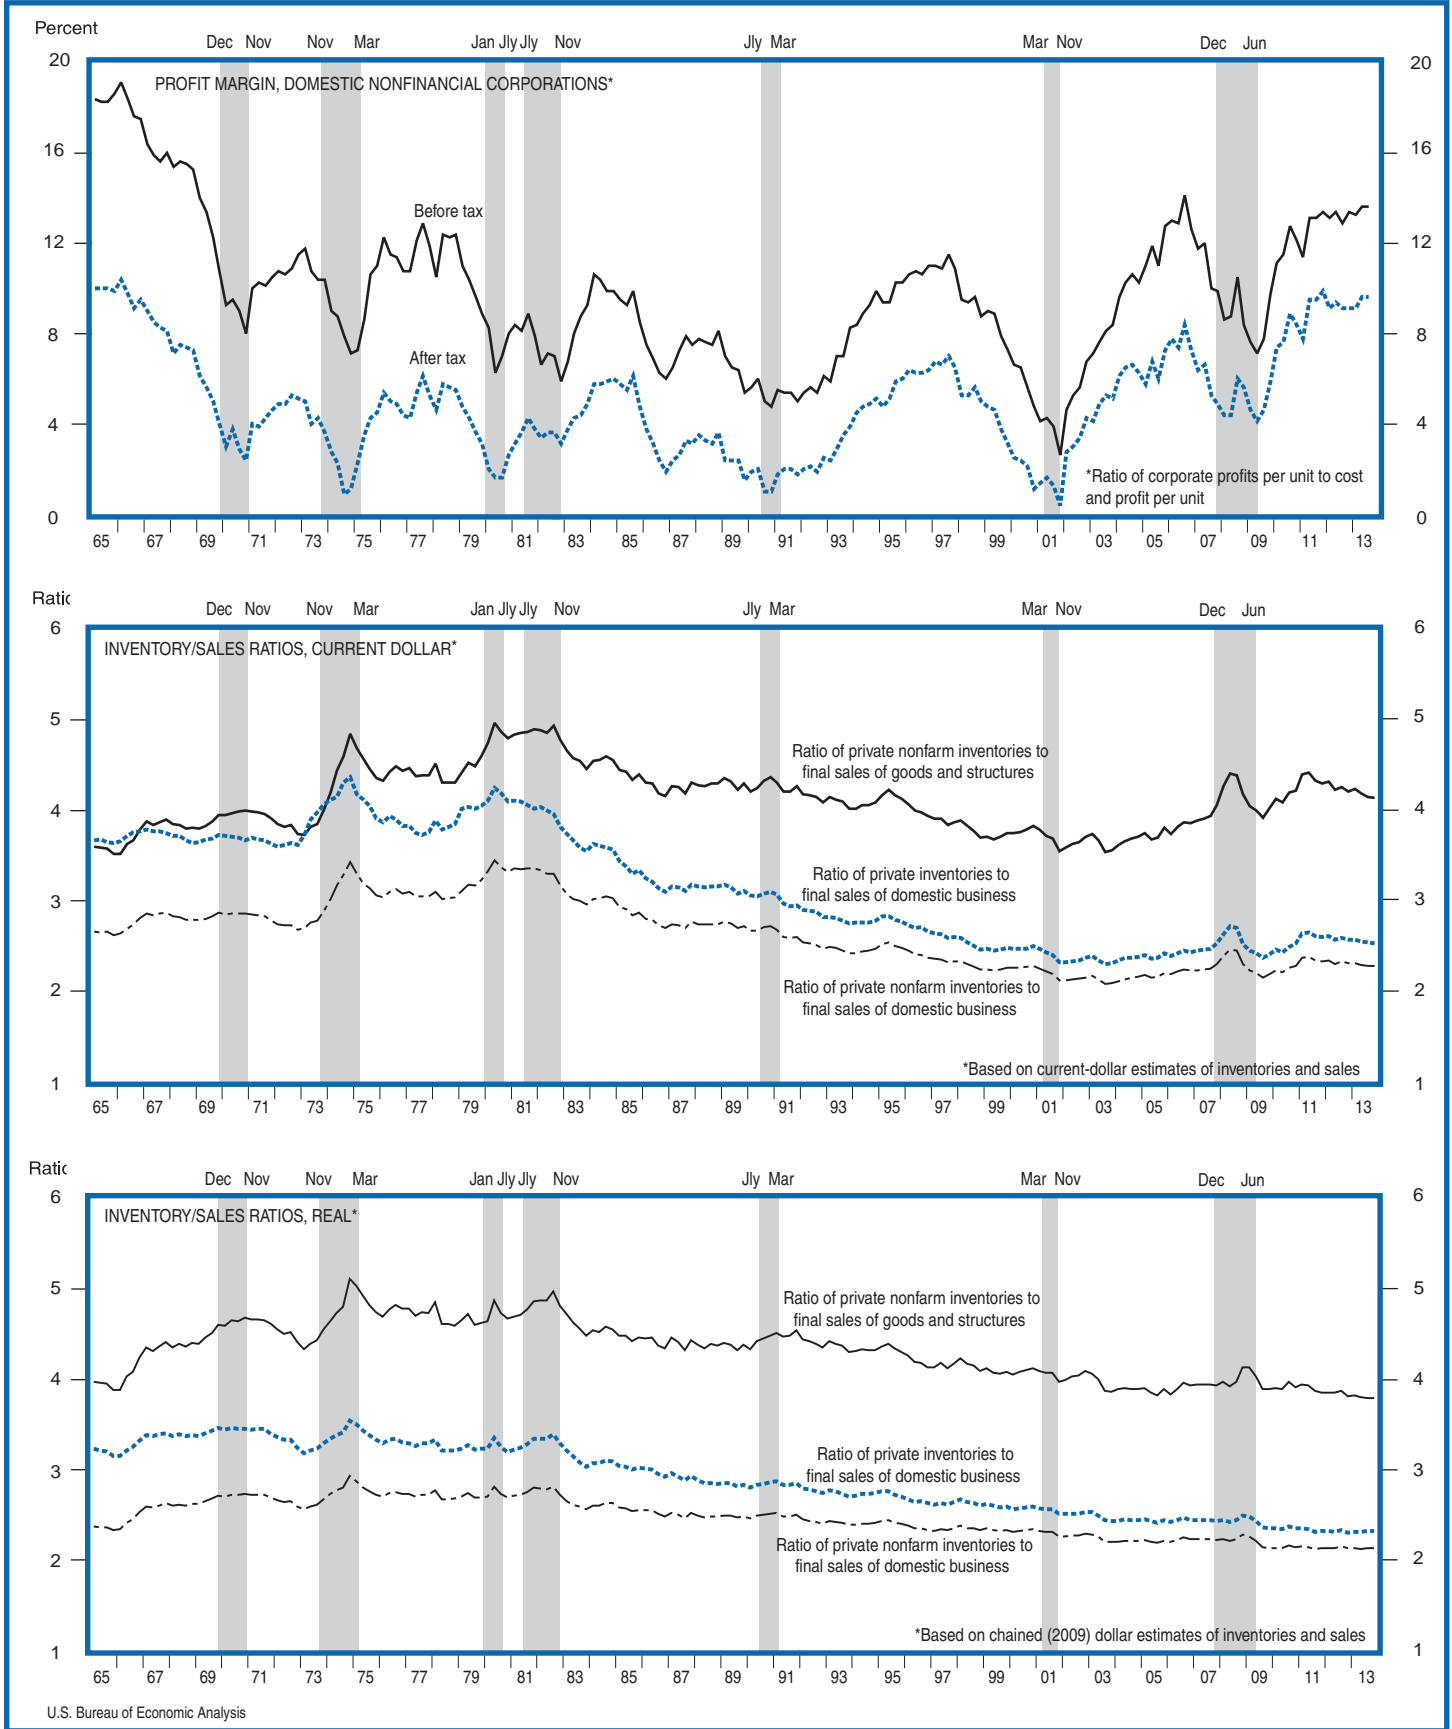 Percent
Dec Nov Nov Mar Jan Jly Jly Nov Jly Mar Mar Nov Dec Jun
20 20
PROFIT MARGIN, DOMESTIC NONFINANCIAL CORPORATIONS*
16 16
Before tax
12 12
8 8
After tax
4 4
*Ratio of corporate profits per unit to cost
and profit per unit
0 0
65 67 69 71 73 75 77 79 81 83 85 87 89 91 93 95 97 99 01 03 05 07 09 11 13
Ratio
Dec Nov Nov Mar Jan Jly Jly Nov Jly Mar Mar Nov Dec Jun
6 6
INVENTORY/SALES RATIOS, CURRENT DOLLAR*
5 5
Ratio of private nonfarm inventories to
final sales of goods and structures
4 4
Ratio of private inventories to
final sales of domestic business
3 3
Ratio of private nonfarm inventories to
final sales of domestic business
2 2
*Based on current-dollar estimates of inventories and sales
1 1
65 67 69 71 73 75 77 79 81 83 85 87 89 91 93 95 97 99 01 03 05 07 09 11 13
Ratio
Dec Nov Nov Mar Jan Jly Jly Nov Jly Mar Mar Nov Dec Jun
6 6
INVENTORY/SALES RATIOS, REAL*
5 5
Ratio of private nonfarm inventories to
final sales of goods and structures
4 4
Ratio of private inventories to
final sales of domestic business
3 3
Ratio of private nonfarm inventories to
final sales of domestic business
2 2
*Based on chained (2009) dollar estimates of inventories and sales
1 1
65 67 69 71 73 75 77 79 81 83 85 87 89 91 93 95 97 99 01 03 05 07 09 11 13
U.S. Bureau of Economic Analysis